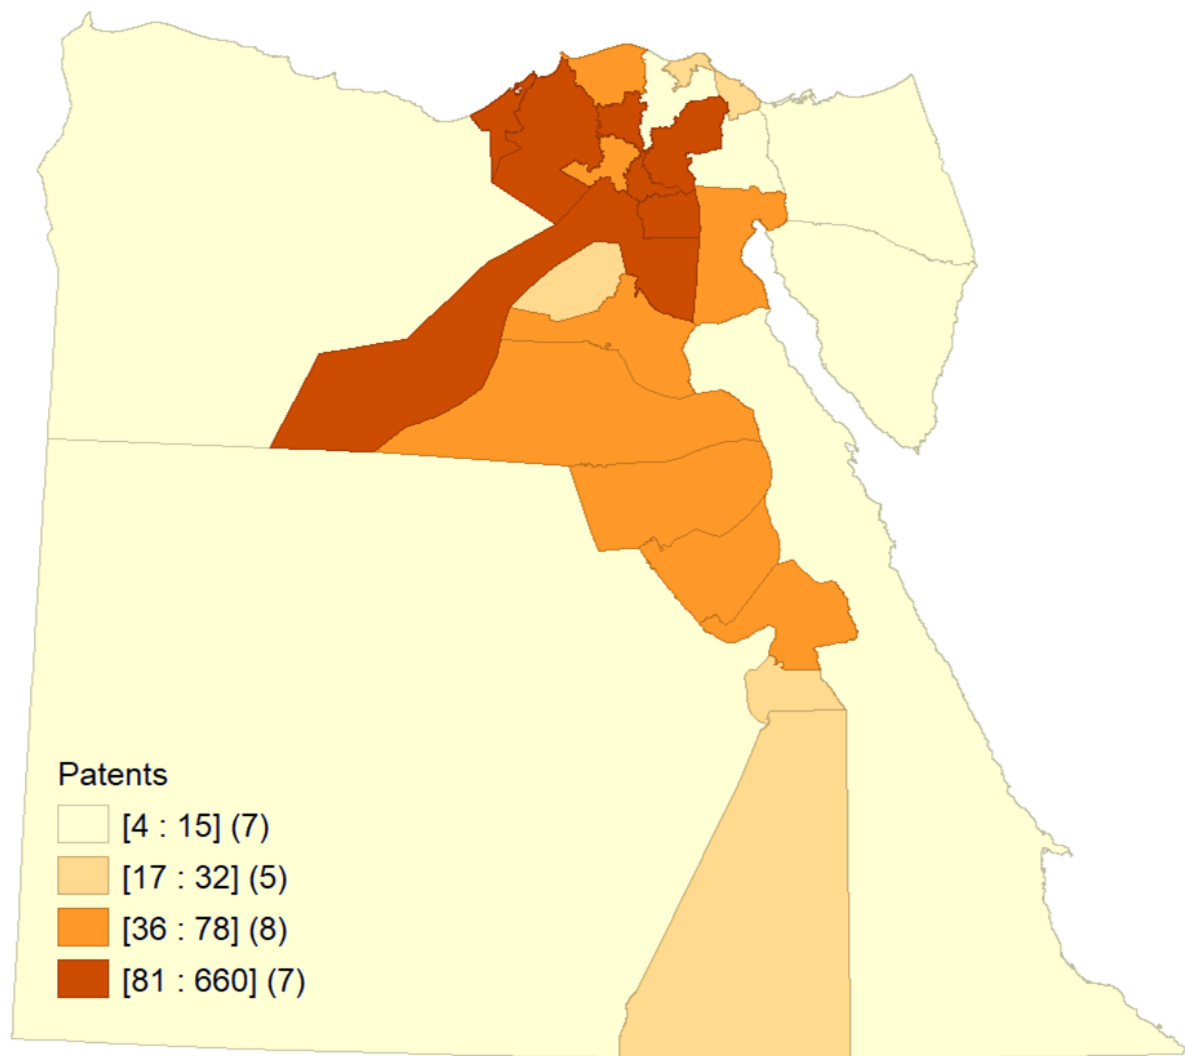 Patents
[4 : 15] (7)
[17 : 32] (5)
[36 : 78] (8)
[81 : 660] (7)